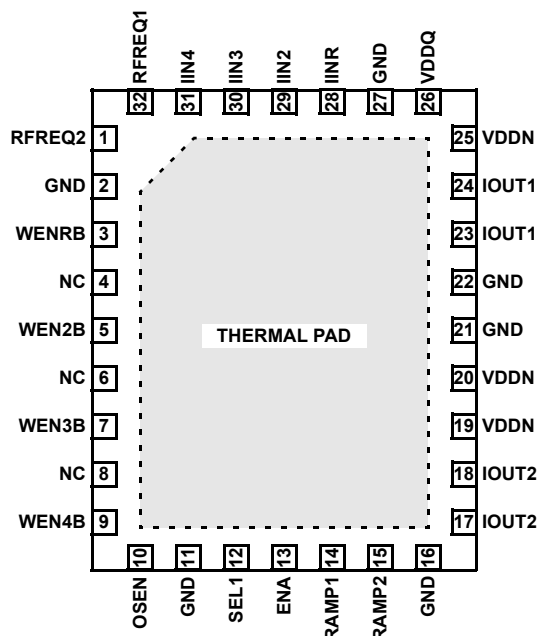 RFREQ1
IIN4
IIN3
IIN2
IINR
GND
VDDQ
32
31
30
29
28
27
26
RFREQ2 1
GND 2
WENRB 3
NC 4
WEN2B 5
NC 6
WEN3B 7
NC 8
WEN4B 9
THERMAL PAD
25 VDDN
24 IOUT1
23 IOUT1
22 GND
21 GND
20 VDDN
19 VDDN
18 IOUT2
17 IOUT2
10
11
12
13
14
15
16
OSEN
GND
SEL1
ENA
RAMP1
RAMP2
GND